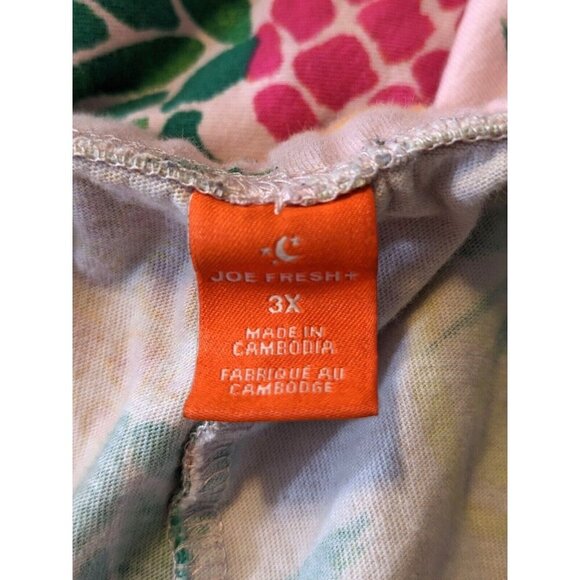 JOE FRESH+
3X
MADE IN
CAMBODIA
FABRIQUE AU
CAMBODGE